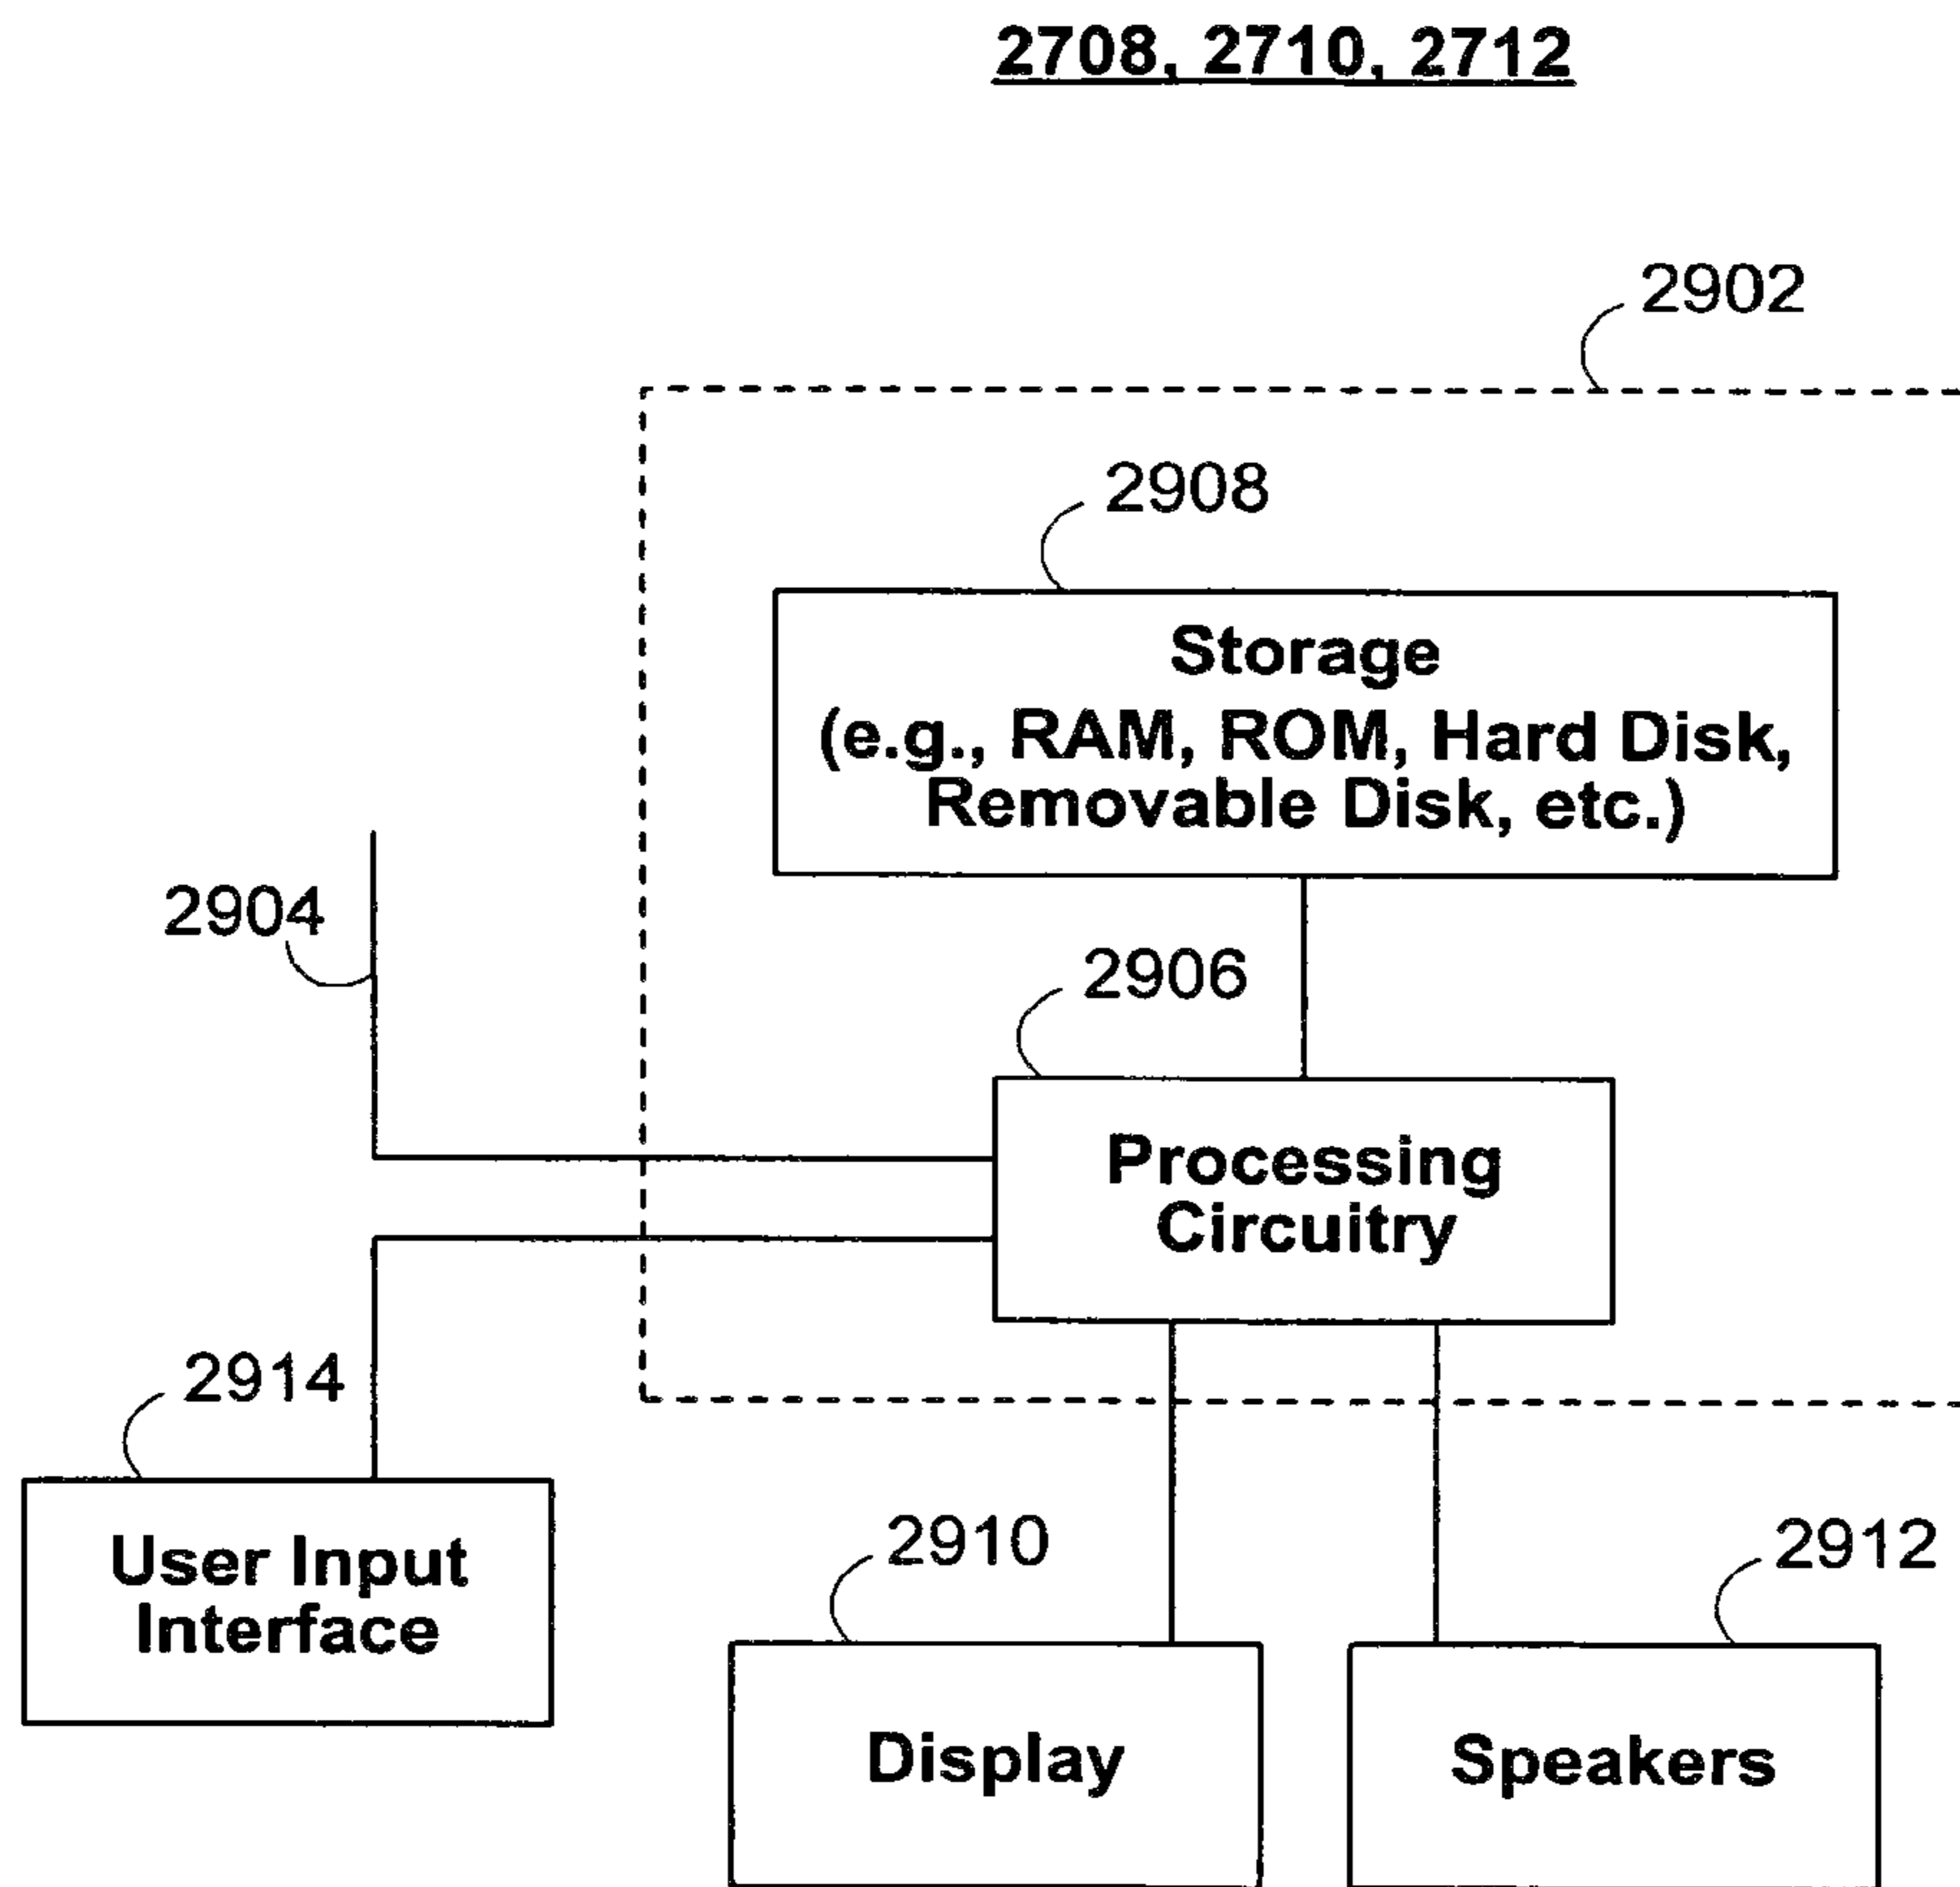 2708, 2710, 2712
2902
2908
Storage
(e.g., RAM, ROM, Hard Disk,
Removable Disk, etc.)
2904
2906
Processing
Circuitry
2914
User Input
Interface
2910
Display
2912
Speakers